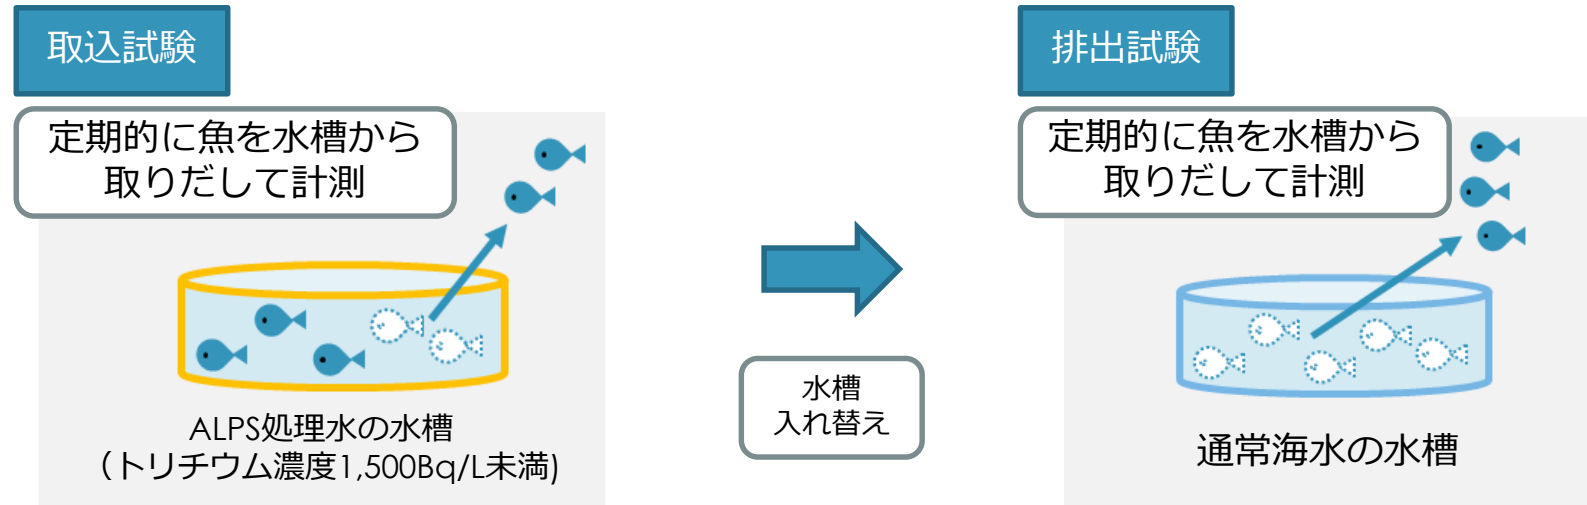 取込試験
定期的に魚を水槽から
取りだして計測
ALPS処理水の水槽
（トリチウム濃度1,500Bq/L未満)
水槽
入れ替え
排出試験
定期的に魚を水槽から
取りだして計測
通常海水の水槽